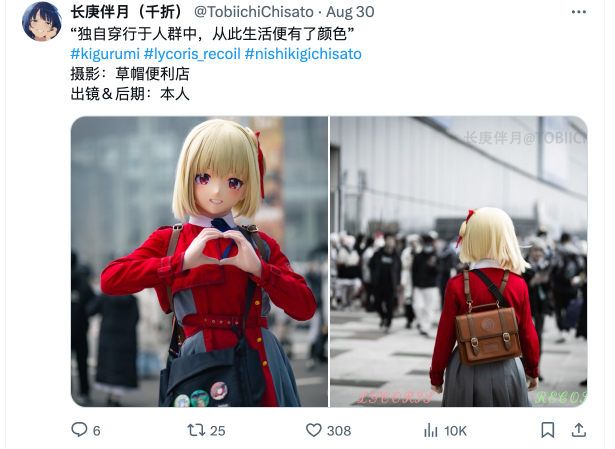 长庚伴月（千折） @TobiichiChisato · Aug 30
“独自穿行于人群中，从此生活便有了颜色”
#kigurumi #lycoris_recoil #nishikigichisato
摄影：草帽便利店
出镜＆后期：本人
长庚伴月@TOBIICH
LYCORIS
RECOI
6
25
308
10K